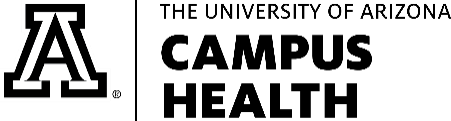 A®
THE UNIVERSITY OF ARIZONA
CAMPUS
HEALTH